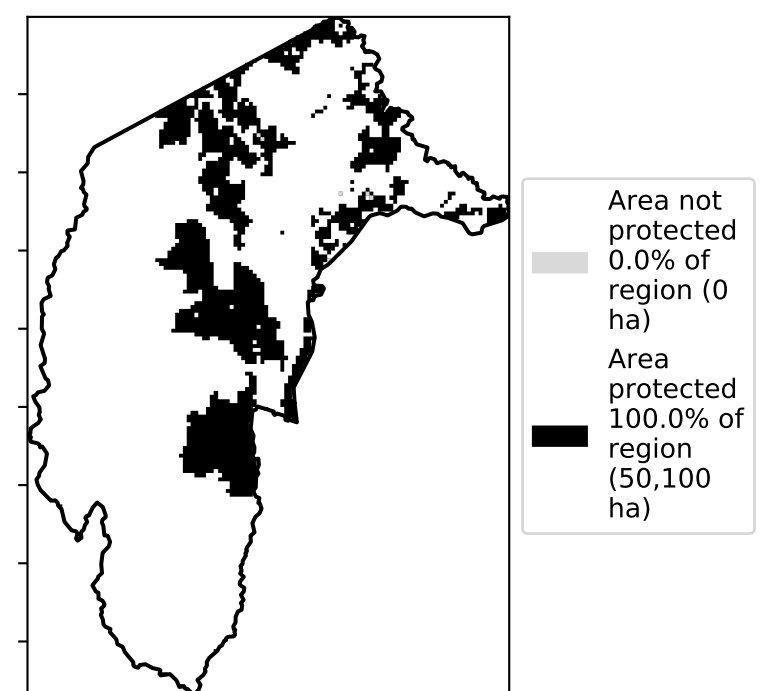 Area not
protected
0.0% of
region (0
ha)
Area
protected
100.0% of
region
(50,100
ha)